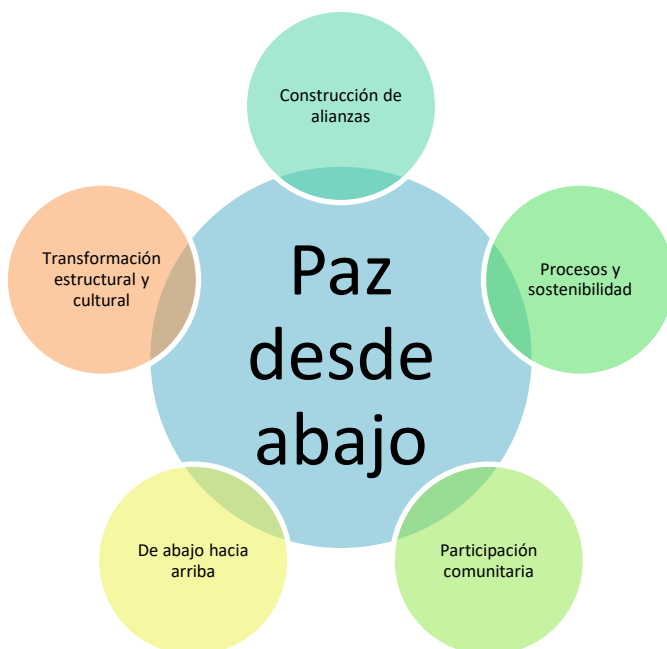 Construcción de
alianzas
Transformación
estructural y
cultural
Paz
desde
abajo
Procesos y
sostenibilidad
De abajo hacia
arriba
Participación
comunitaria